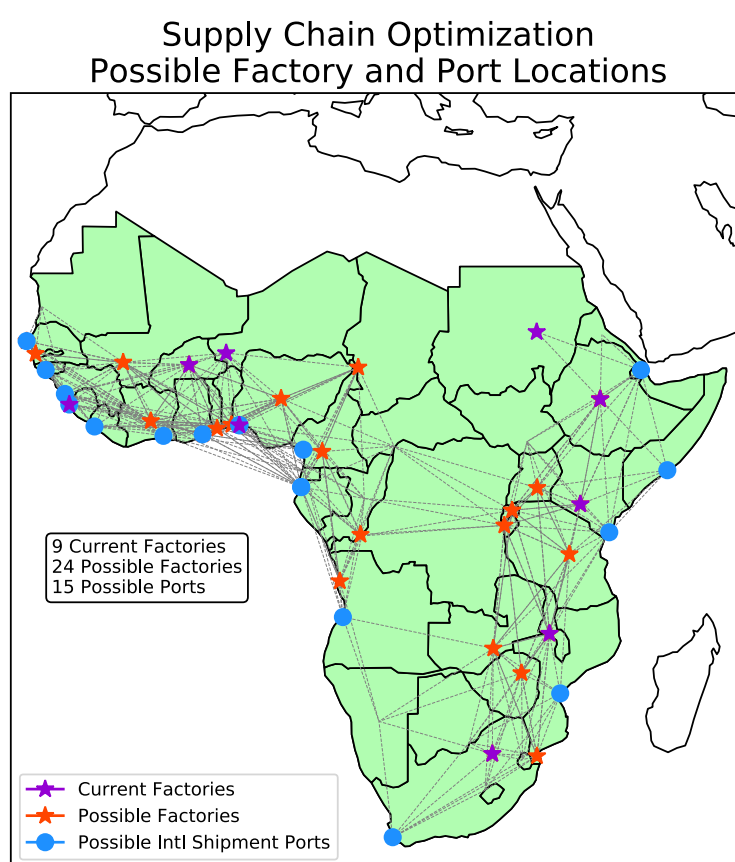 Supply Chain Optimization
Possible Factory and Port Locations
9 Current Factories
24 Possible Factories
15 Possible Ports
Current Factories
Possible Factories
Possible Intl Shipment Ports